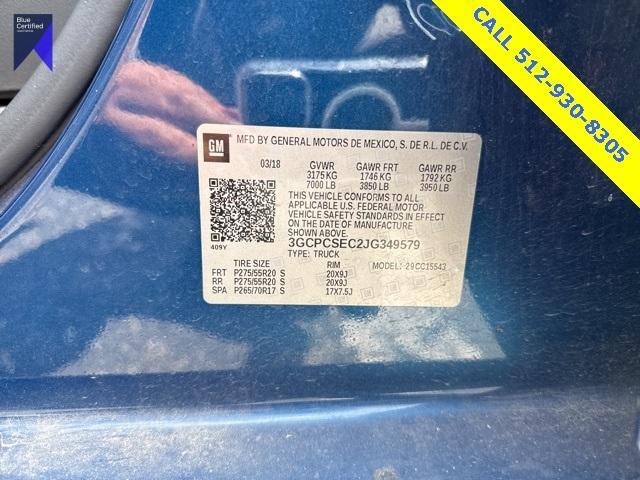 Blue
Certified
CALL 512-930-8305
GM
MFD BY GENERAL MOTORS DE MEXICO, S. DE R.L. DE C.V.
03/18 GVWR GAWR FRT GAWR RR
3175 KG 1746 KG 1792 KG
7000 LB 3850 LB 3950 LB
THIS VEHICLE CONFORMS TO ALL
APPLICABLE U.S. FEDERAL MOTOR
VEHICLE SAFETY STANDARDS IN EFFECT
ON THE DATE OF MANUFACTURE SHOWN ABOVE.
3GCPCSEC2JG349579
409Y TYPE: TRUCK
TIRE SIZE RIM MODEL: 29CC15543
FRT P275/55R20 S 20X9J
RR P275/55R20 S 20X9J
SPA P265/70R17 S 17X7.5J